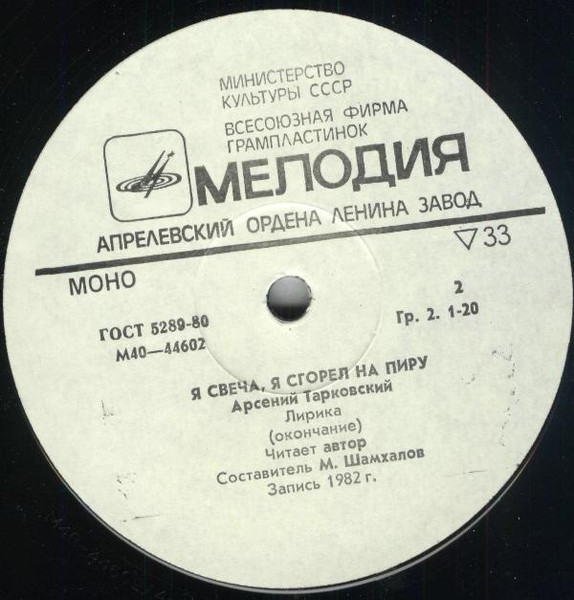 МИНИСТЕРСТВО
КУЛЬТУРЫ СССР
ВСЕСОЮЗНАЯ ФИРМА
ГРАМПЛАСТИНОК
МЕЛОДИЯ
АПРЕЛЕВСКИЙ ОРДЕНА ЛЕНИНА ЗАВОД
▽33
МОНО
ГОСТ 5289-80
М40—44602
2
Гр. 2. 1-20
Я СВЕЧА, Я СГОРЕЛ НА ПИРУ
Арсений Тарковский
Лирика
(окончание)
Читает автор
Составитель М. Шамхалов
Запись 1982 г.